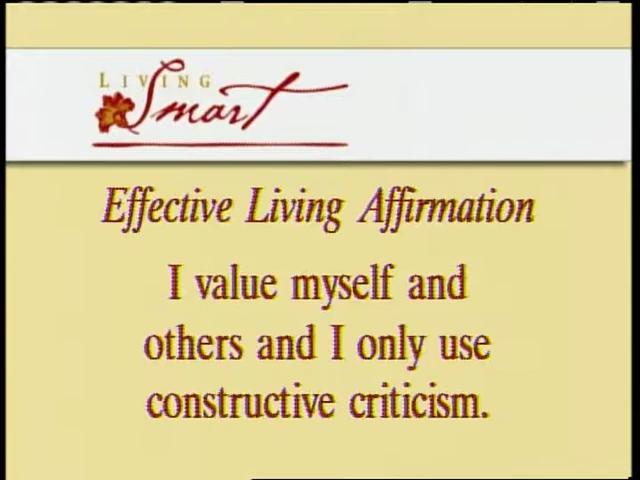 LIVING
Smart
Effective Living Affirmation
I value myself and
others and I only use
constructive criticism.